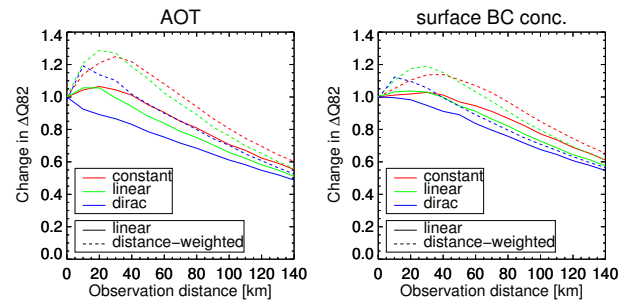 AOT
surface BC conc.
Change in ΔQ82
1.4
1.2
1.0
0.8
0.6
0.4
0.2
0.0
constant
linear
dirac
linear
distance-weighted
0 20 40 60 80 100 120 140
Observation distance [km]
Change in ΔQ82
1.4
1.2
1.0
0.8
0.6
0.4
0.2
0.0
constant
linear
dirac
linear
distance-weighted
0 20 40 60 80 100 120 140
Observation distance [km]